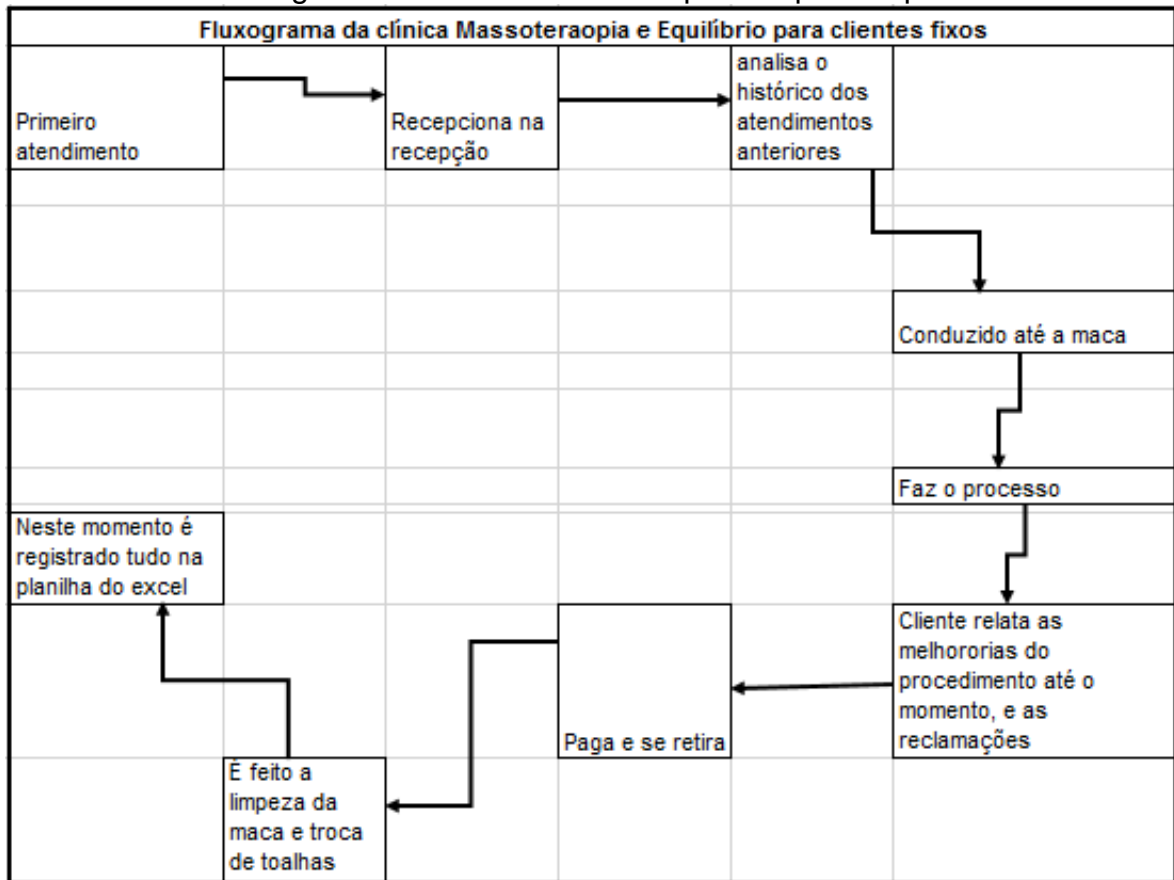 Fluxograma da clínica Massoteraopia e Equilíbrio para clientes fixos
Primeiro
atendimento
Recepciona na
recepção
analisa o
histórico dos
atendimentos
anteriores
Conduzido até a maca
Faz o processo
Cliente relata as
melhororias do
procedimento até o
momento, e as
reclamações
Paga e se retira
É feito a
limpeza da
maca e troca
de toalhas
Neste momento é
registrado tudo na
planilha do excel